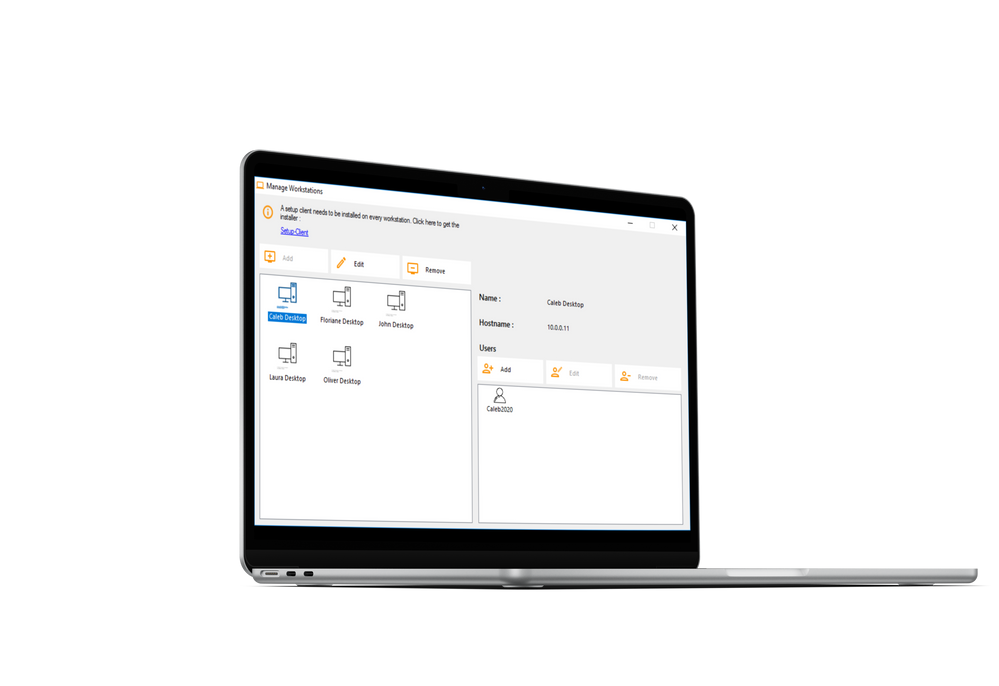 Manage Workstations
A setup client needs to be installed on every workstation. Click here to get the
installer :
Setup-Client
Add
Edit
Remove
Caleb Desktop
Floriane Desktop
John Desktop
Laura Desktop
Oliver Desktop
Name :
Caleb Desktop
Hostname :
10.0.0.11
Users
Add
Edit
Remove
Caleb2020